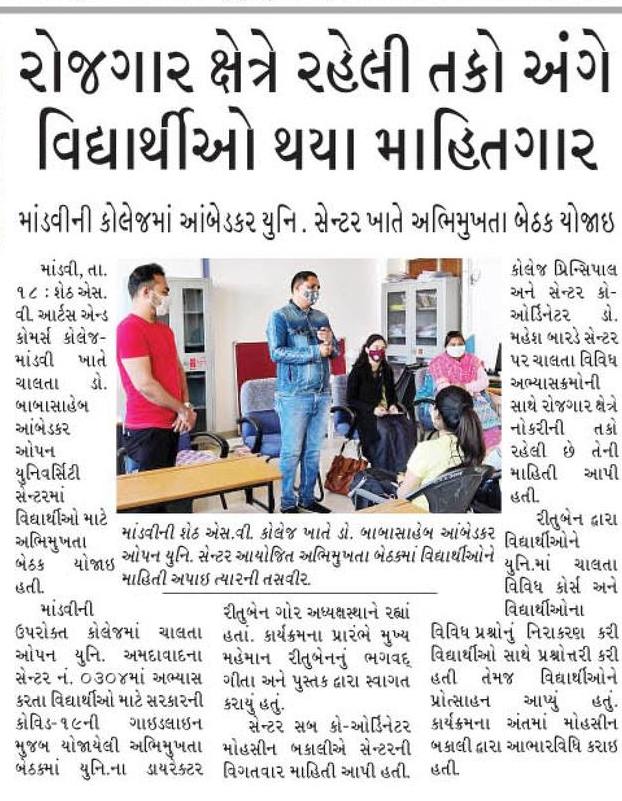 રોજગાર ક્ષેત્રે રહેલી તકો અંગે
વિદ્યાર્થીઓ થયા માહિતગાર
માંડવીની કોલેજમાં આંબેડકર યુનિ. સેન્ટર ખાતે અભિમુખતા બેઠક યોજાઇ
માંડવી, તા.
૧૮ : શેઠ એસ.
વી. આર્ટસ એન્ડ
કોમર્સ કોલેજ-
માંડવી ખાતે
ચાલતા ડો.
બાબાસાહેબ
આંબેડકર
ઓપન
યુનિવર્સિટી
સેન્ટરમાં
વિદ્યાર્થીઓ માટે
અભિમુખતા
બેઠક યોજાઇ
હતી.
માંડવીની
ઉપરોક્ત કોલેજમાં ચાલતા
ઓપન યુનિ. અમદાવાદના
સેન્ટર નં. ૦૩૦૪માં અભ્યાસ
કરતા વિદ્યાર્થીઓ માટે સરકારની
કોવિડ-૧૯ની ગાઇડલાઇન
મુજબ યોજાયેલી અભિમુખતા
બેઠકમાં યુનિ.ના ડાયરેક્ટર
માંડવીની શેઠ એસ.વી. કોલેજ ખાતે ડો. બાબાસાહેબ આંબેડકર
ઓપન યુનિ. સેન્ટર આયોજિત અભિમુખતા બેઠકમાં વિદ્યાર્થીઓને
માહિતી અપાઇ ત્યારની તસવીર.
રીતુબેન ગોર અધ્યક્ષસ્થાને રહ્યાં
હતાં. કાર્યક્રમના પ્રારંભે મુખ્ય
મહેમાન રીતુબેનનું ભગવદ્
ગીતા અને પુસ્તક દ્વારા સ્વાગત
કરાયું હતું.
સેન્ટર સબ કો-ઓર્ડિનેટર
મોહસીન બકાલીએ સેન્ટરની
વિગતવાર માહિતી આપી હતી.
કોલેજ પ્રિન્સિપાલ
અને સેન્ટર કો-
ઓર્ડિનેટર ડો.
મહેશ બારડે સેન્ટર
પર ચાલતા વિવિધ
અભ્યાસક્રમોની
સાથે રોજગાર ક્ષેત્રે
નોકરીની તકો
રહેલી છે તેની
માહિતી આપી
હતી.
રીતુબેન દ્વારા
વિદ્યાર્થીઓને
યુનિ.માં ચાલતા
વિવિધ કોર્સ અને
વિદ્યાર્થીઓના
વિવિધ પ્રશ્નોનું નિરાકરણ કરી
વિદ્યાર્થીઓ સાથે પ્રશ્નોત્તરી કરી
હતી તેમજ વિદ્યાર્થીઓને
પ્રોત્સાહન આપ્યું હતું.
કાર્યક્રમના અંતમાં મોહસીન
બકાલી દ્વારા આભારવિધિ કરાઇ
હતી.